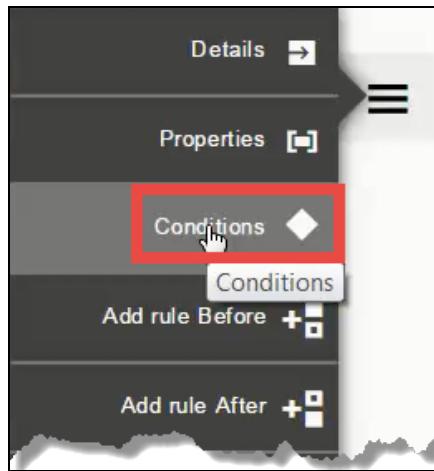 Details
Properties
Conditions
Conditions
Add rule Before
Add rule After